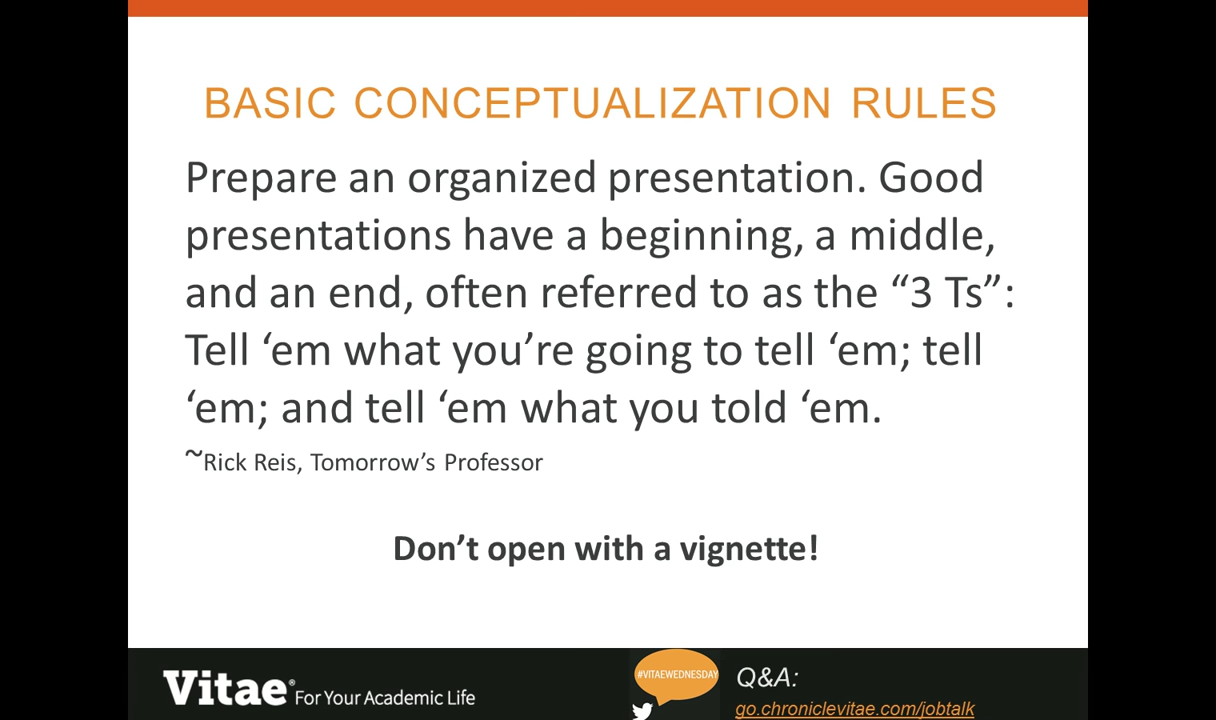 BASIC CONCEPTUALIZATION RULES
Prepare an organized presentation. Good
presentations have a beginning, a middle,
and an end, often referred to as the “3 Ts”:
Tell ‘em what you’re going to tell ‘em; tell
‘em; and tell ‘em what you told ‘em.
~Rick Reis, Tomorrow’s Professor
Don’t open with a vignette!
Vitae® For Your Academic Life
#VITAEWEDNESDAY
Q&A:
go.chroniclevitae.com/jobtalk